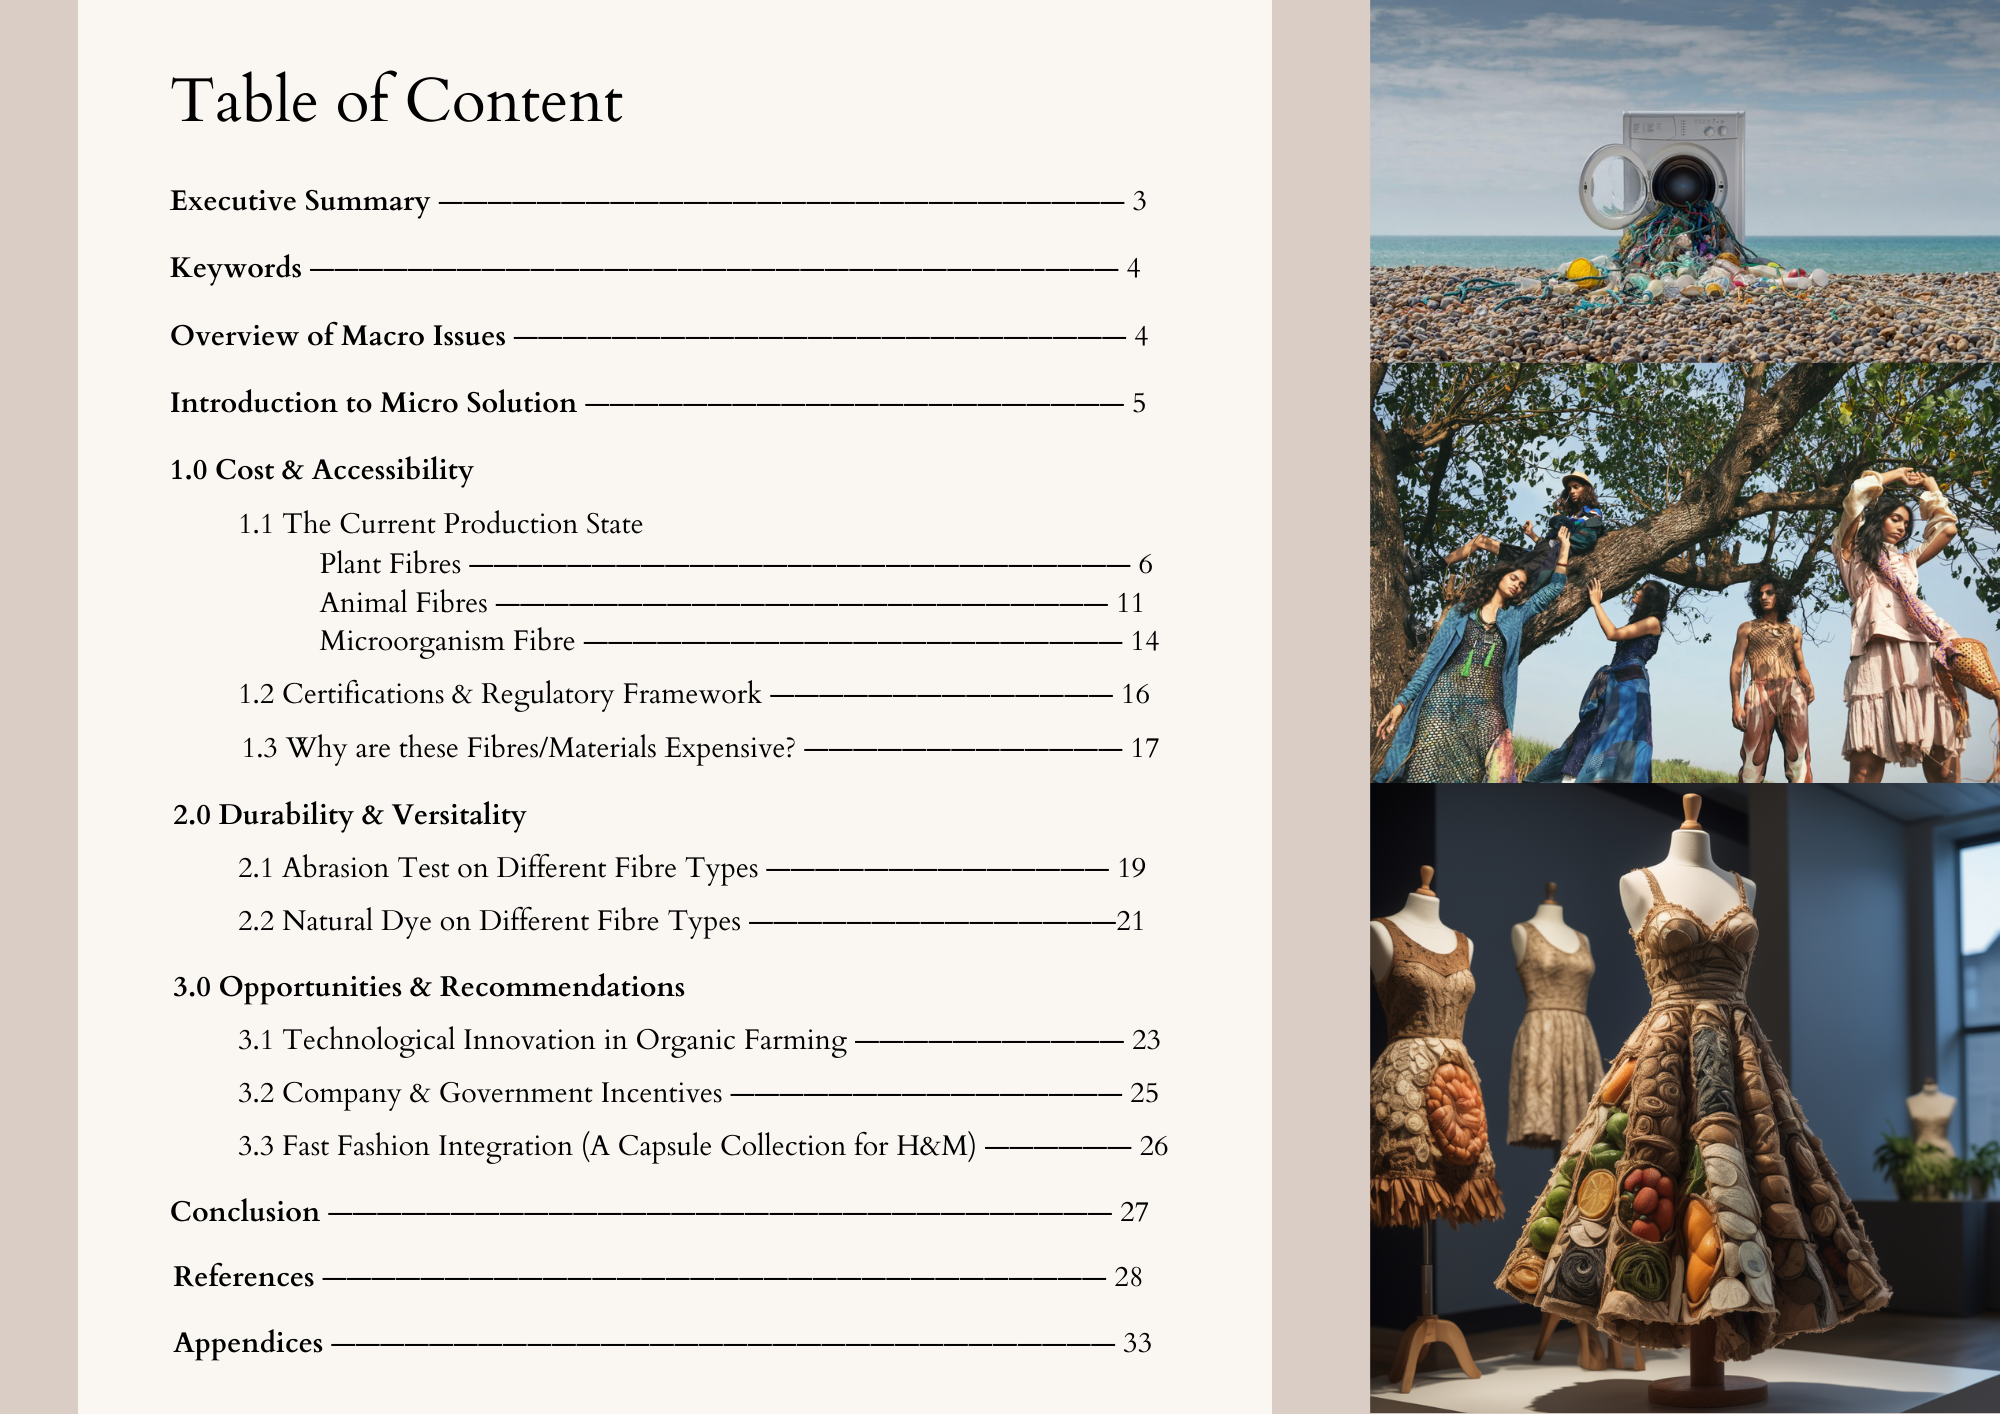 Table of Content
Executive Summary ———————————————————————————— 3
Keywords ————————————————————————————————— 4
Overview of Macro Issues ————————————————————————— 4
Introduction to Micro Solution —————————————————————— 5
1.0 Cost & Accessibility
1.1 The Current Production State
Plant Fibres ——————————————————————————— 6
Animal Fibres ————————————————————————— 11
Microorganism Fibre —————————————————————— 14
1.2 Certifications & Regulatory Framework —————————————— 16
1.3 Why are these Fibres/Materials Expensive? ————————————— 17
2.0 Durability & Versitality
2.1 Abrasion Test on Different Fibre Types —————————————— 19
2.2 Natural Dye on Different Fibre Types ———————————————21
3.0 Opportunities & Recommendations
3.1 Technological Innovation in Organic Farming ——————————— 23
3.2 Company & Government Incentives ———————————————— 25
3.3 Fast Fashion Integration (A Capsule Collection for H&M) —————— 26
Conclusion ———————————————————————————————— 27
References ———————————————————————————————— 28
Appendices ———————————————————————————————— 33